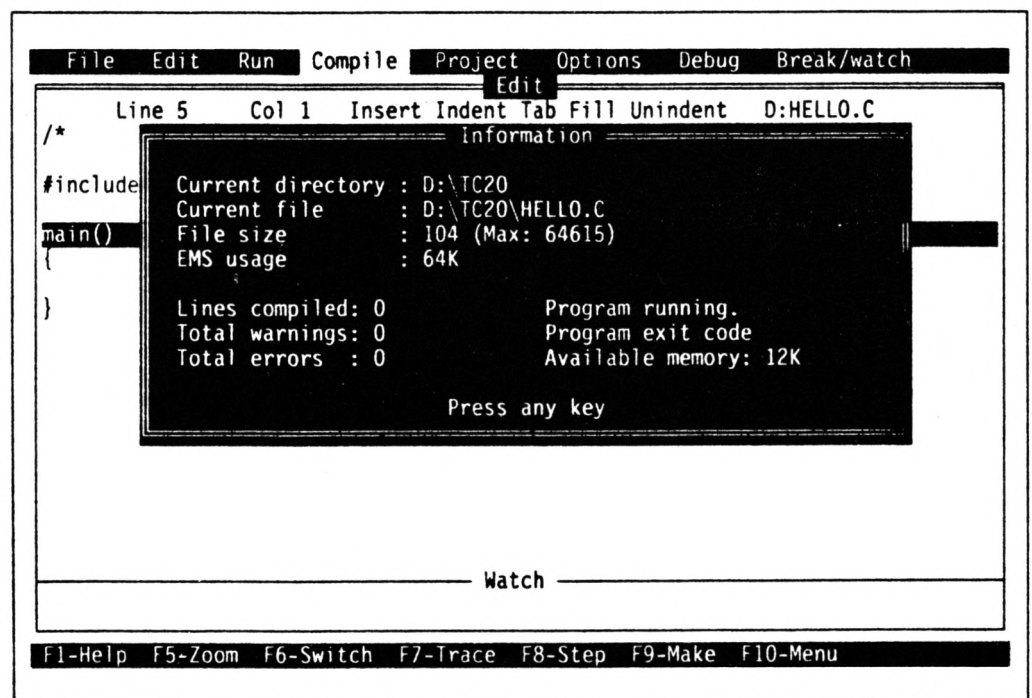 File Edit Run Compile Project Options Debug Break/watch
Edit
Line 5 Col 1 Insert Indent Tab Fill Unindent D:HELLO.C
/*
Information
#include
Current directory : D:\TC20
Current file : D:\TC20\HELLO.C
main()
File size : 104 (Max: 64615)
{
EMS usage : 64K
}
Lines compiled: 0 Program running.
Total warnings: 0 Program exit code
Total errors : 0 Available memory: 12K
Press any key
Watch
F1-Help F5-Zoom F6-Switch F7-Trace F8-Step F9-Make F10-Menu